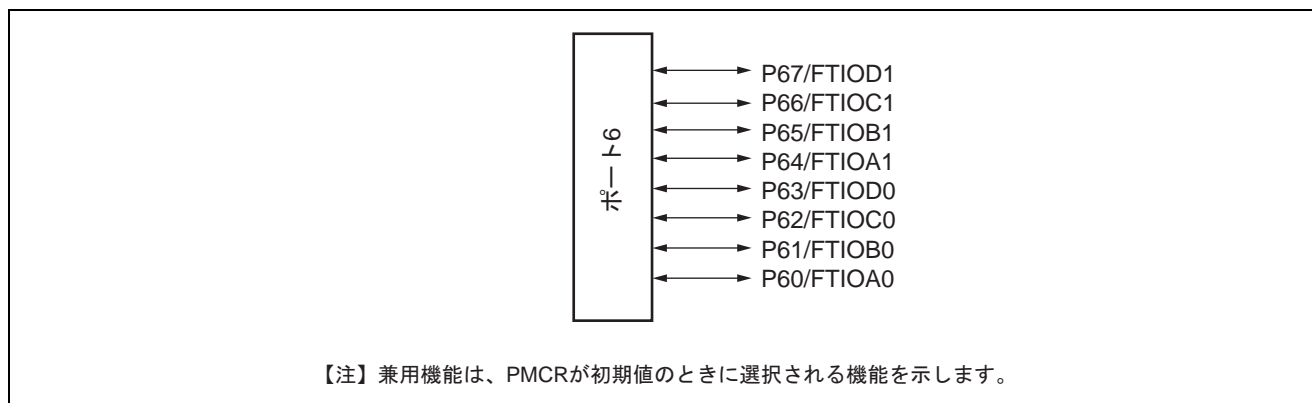 ポート6
P67/FTIOD1
P66/FTIOC1
P65/FTIOB1
P64/FTIOA1
P63/FTIOD0
P62/FTIOC0
P61/FTIOB0
P60/FTIOA0
【注】兼用機能は、PMCRが初期値のときに選択される機能を示します。